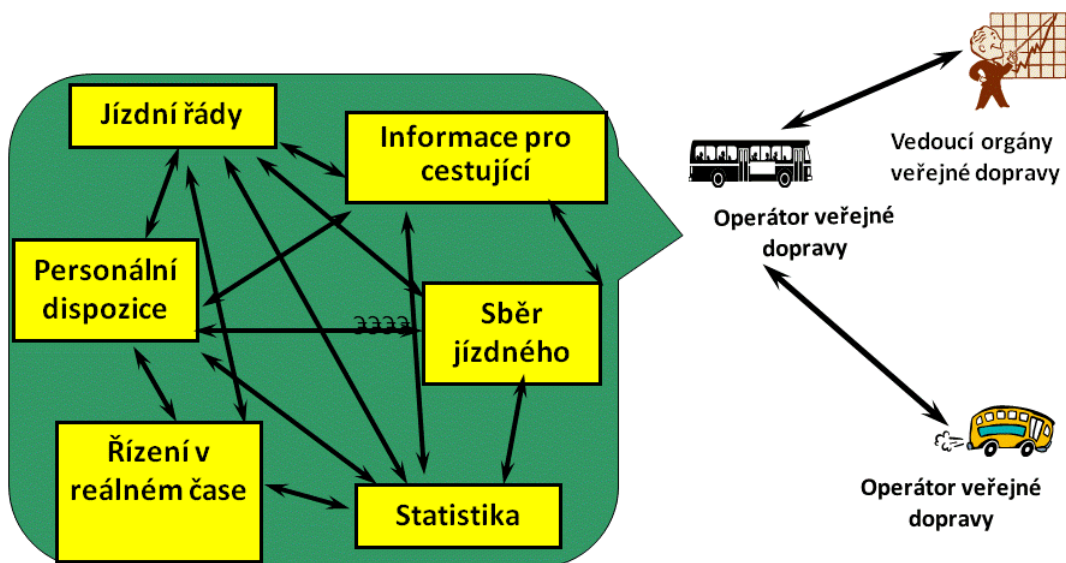 Jízdní řády
Informace pro
cestující
Vedoucí orgány
veřejné dopravy
Operátor veřejné
dopravy
Personální
dispozice
Sběr
jízdného
Řízení v
reálném čase
Statistika
Operátor veřejné
dopravy